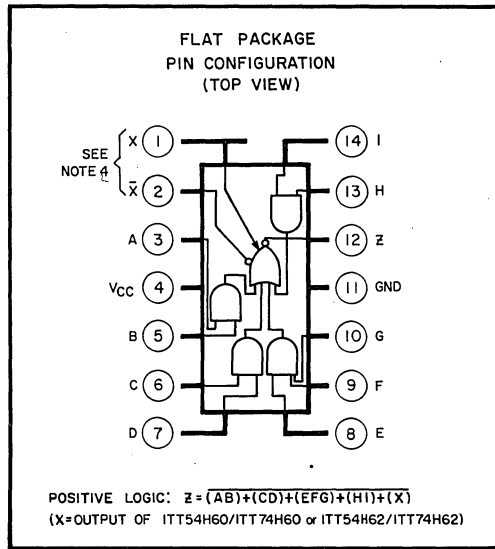 FLAT PACKAGE
PIN CONFIGURATION
(TOP VIEW)
SEE
NOTE 4
X 1
X̄ 2
A 3
VCC 4
B 5
C 6
D 7
14 I
13 H
12 Z
11 GND
10 G
9 F
8 E
POSITIVE LOGIC: Z = \overline{(AB)+(CD)+(EFG)+(HI)+(X)}
(X=OUTPUT OF ITT54H60/ITT74H60 or ITT54H62/ITT74H62)